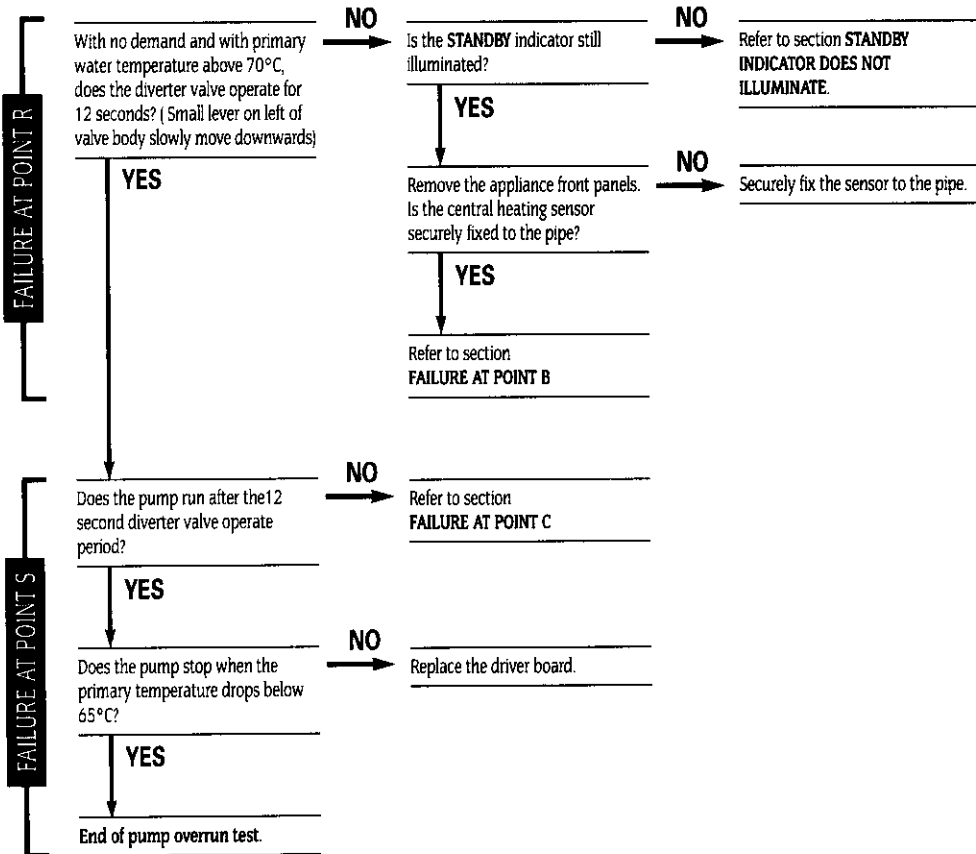 FAILURE AT POINT R
With no demand and with primary
water temperature above 70°C,
does the diverter valve operate for
12 seconds? ( Small lever on left of
valve body slowly move downwards)
NO
Is the STANDBY indicator still
illuminated?
NO
Refer to section STANDBY
INDICATOR DOES NOT
ILLUMINATE.
YES
YES
Remove the appliance front panels.
Is the central heating sensor
securely fixed to the pipe?
NO
Securely fix the sensor to the pipe.
YES
Refer to section
FAILURE AT POINT B
FAILURE AT POINT S
Does the pump run after the12
second diverter valve operate
period?
NO
Refer to section
FAILURE AT POINT C
YES
Does the pump stop when the
primary temperature drops below
65°C?
NO
Replace the driver board.
YES
End of pump overrun test.